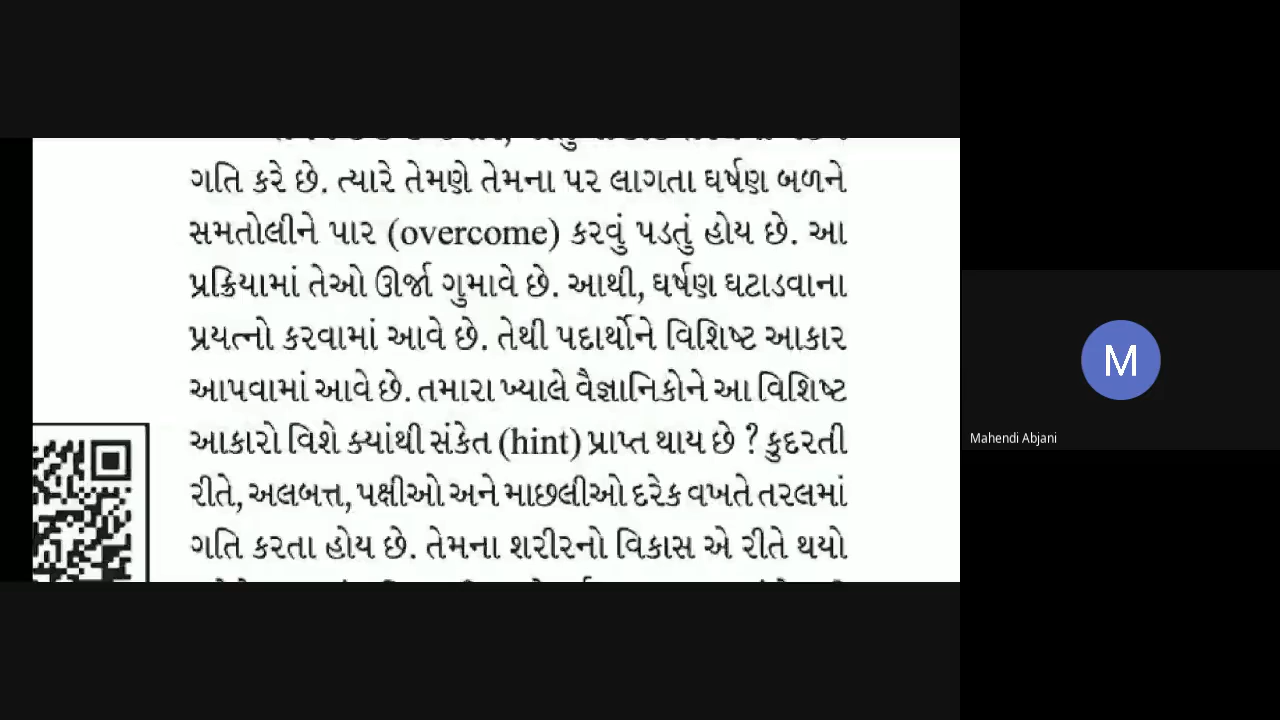 ગતિ કરે છે. ત્યારે તેમણે તેમના પર લાગતા ઘર્ષણ બળને
સમતોલીને પાર (overcome) કરવું પડતું હોય છે. આ
પ્રક્રિયામાં તેઓ ઊર્જા ગુમાવે છે. આથી, ઘર્ષણ ઘટાડવાના
પ્રયત્નો કરવામાં આવે છે. તેથી પદાર્થોને વિશિષ્ટ આકાર
આપવામાં આવે છે. તમારા ખ્યાલે વૈજ્ઞાનિકોને આ વિશિષ્ટ
આકારો વિશે ક્યાંથી સંકેત (hint) પ્રાપ્ત થાય છે ? કુદરતી
રીતે, અલબત્ત, પક્ષીઓ અને માછલીઓ દરેક વખતે તરલમાં
ગતિ કરતા હોય છે. તેમના શરીરનો વિકાસ એ રીતે થયો
M
Mahendi Abjani